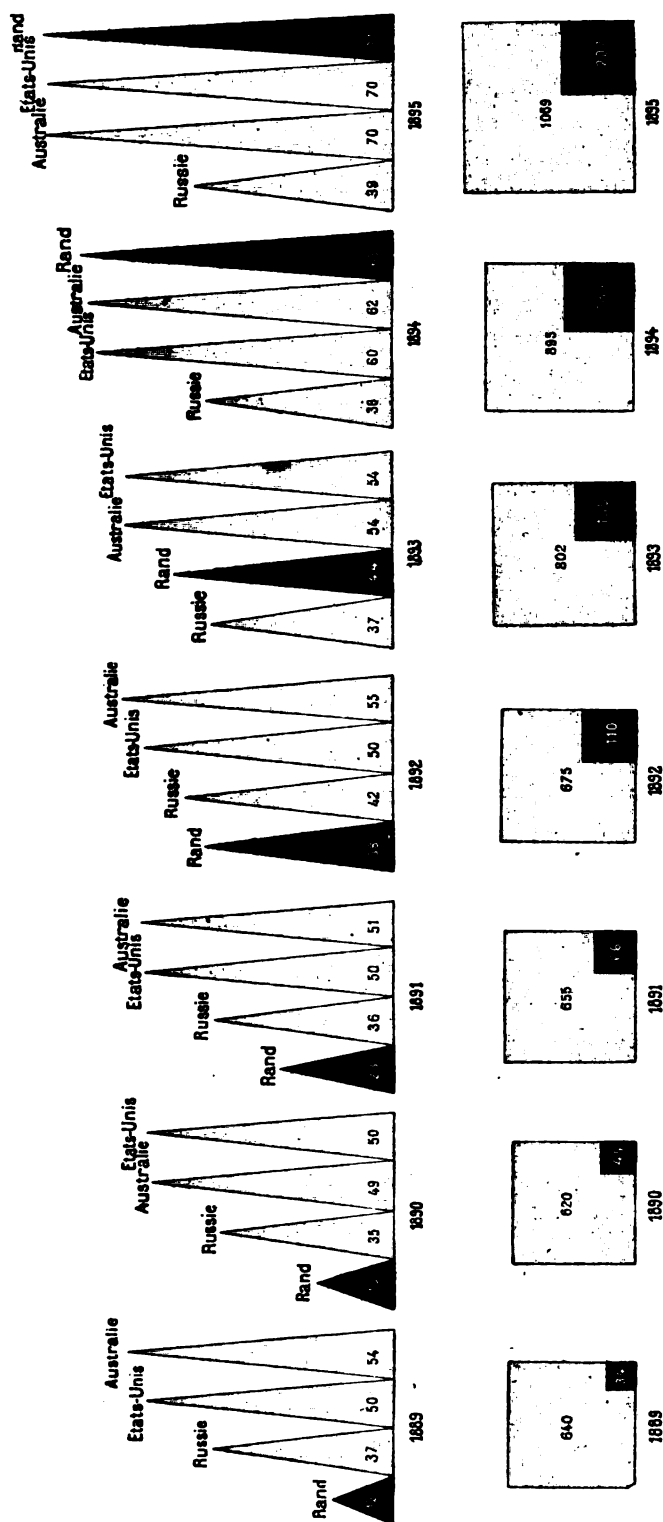 Rand
Russie
Etats-Unis
Australie
37
50
54
1889
Rand
Russie
Australie
Etats-Unis
35
49
50
1890
Rand
Russie
Etats-Unis
Australie
36
50
51
1891
Rand
Russie
Etats-Unis
Australie
42
50
55
1892
Russie
Rand
Australie
Etats-Unis
37
54
54
1893
Russie
Etats-Unis
Australie
Rand
38
60
62
1894
Russie
Australie
Etats-Unis
Rand
39
70
70
1895
640
1889
620
1890
655
1891
675
110
1892
802
1893
895
1894
1069
1895